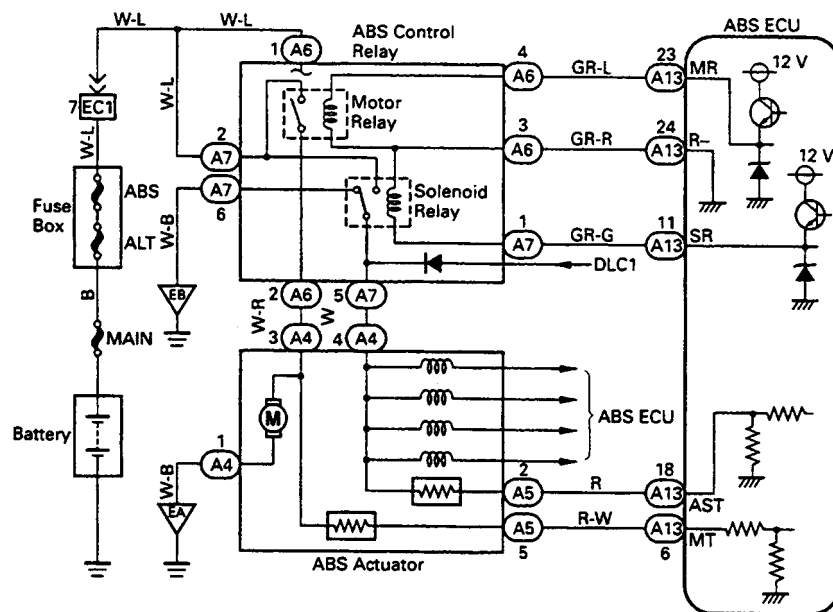 W-L
W-L
ABS Control
Relay
ABS ECU
1
A6
4
A6
GR-L
23
A13
MR
12 V
7
EC1
W-L
W-L
Motor
Relay
2
A7
3
A6
GR-R
24
A13
R-
12 V
Fuse
Box
ABS
ALT
A7
6
W-B
Solenoid
Relay
1
A7
GR-G
11
A13
SR
DLC1
B
EB
2
A6
5
A7
W-R
W
MAIN
3
A4
4
A4
Battery
M
ABS ECU
1
A4
W-B
EA
2
A5
R
18
A13
AST
A5
5
R-W
A13
6
MT
ABS Actuator